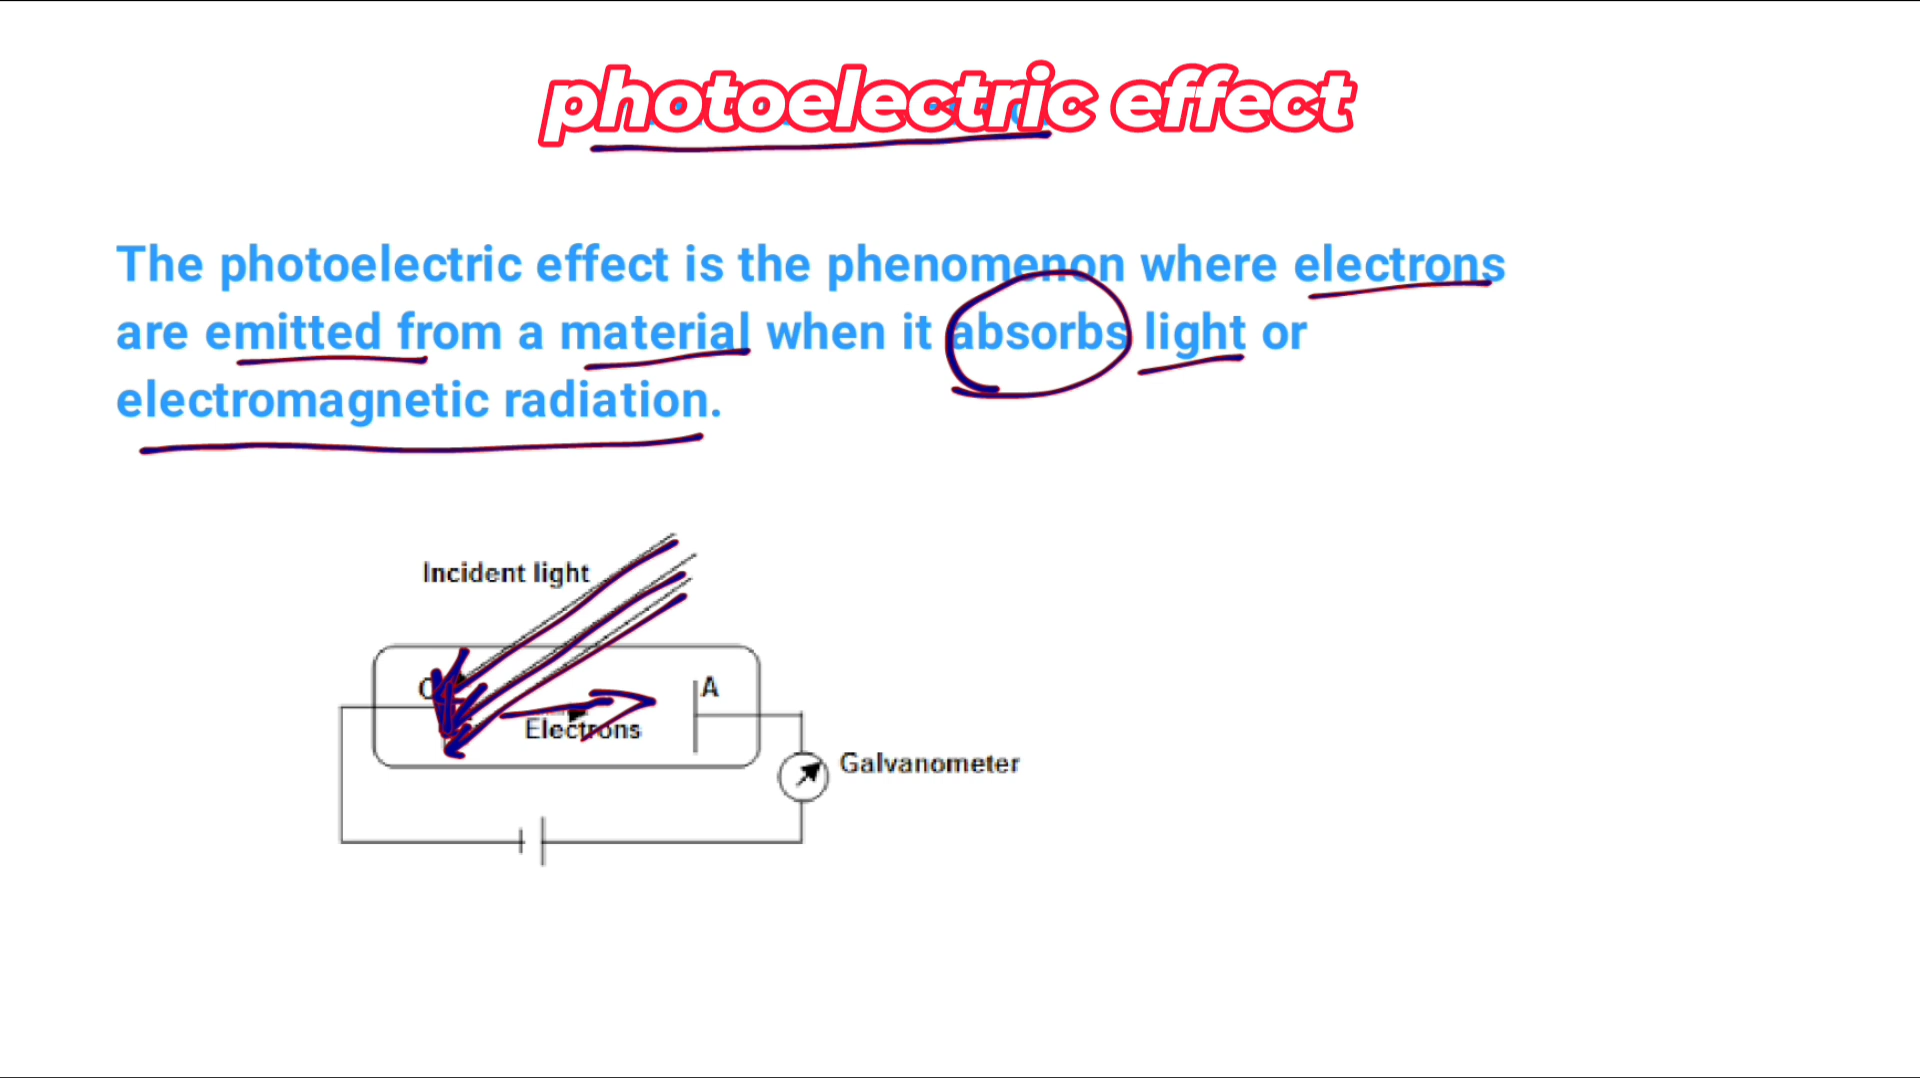 photoelectric effect
The photoelectric effect is the phenomenon where electrons
are emitted from a material when it absorbs light or
electromagnetic radiation.
Incident light
A
Electrons
Galvanometer